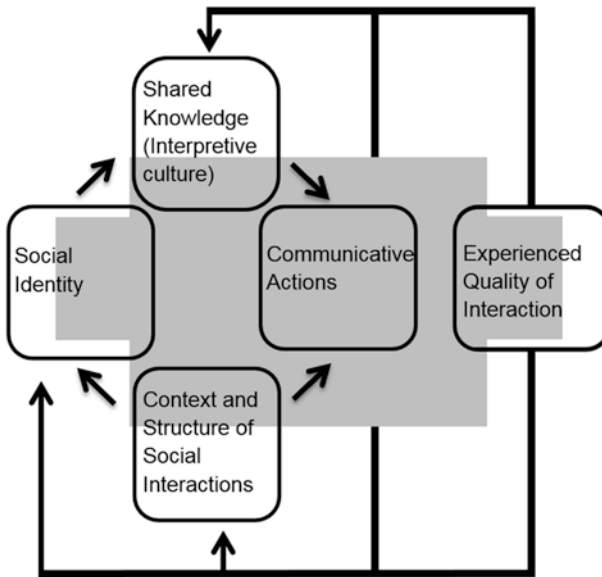 Shared
Knowledge
(Interpretive
culture)
Social
Identity
Communicative
Actions
Experienced
Quality of
Interaction
Context and
Structure of
Social
Interactions